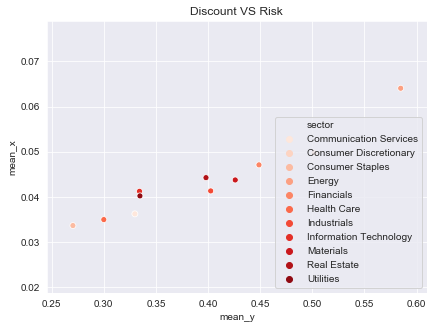 Discount VS Risk
0.07
0.06
0.05
0.04
0.03
0.02
mean_x
sector
Communication Services
Consumer Discretionary
Consumer Staples
Energy
Financials
Health Care
Industrials
Information Technology
Materials
Real Estate
Utilities
0.25 0.30 0.35 0.40 0.45 0.50 0.55 0.60
mean_y